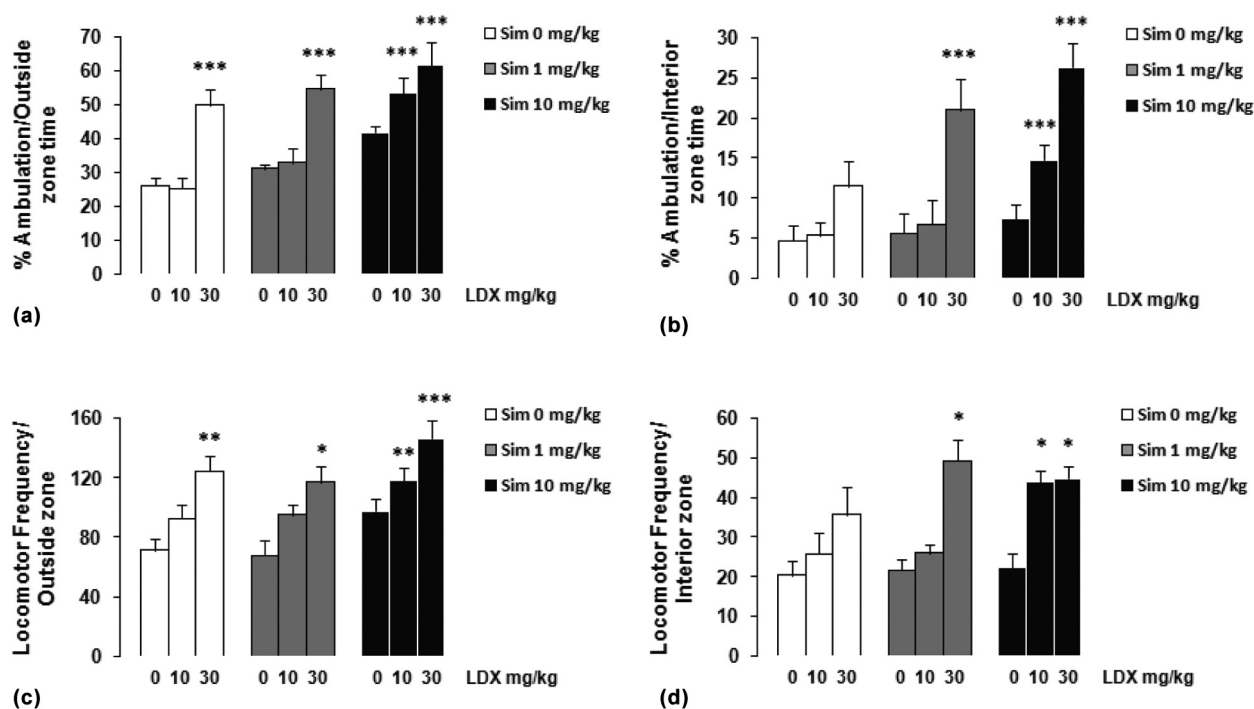 % Ambulation/Outside
zone time
70
60
50
40
30
20
10
0
***
***
***
***
Sim 0 mg/kg
Sim 1 mg/kg
Sim 10 mg/kg
0 10 30
0 10 30
0 10 30
LDX mg/kg
(a)
% Ambulation/Interior
zone time
30
25
20
15
10
5
0
***
***
***
Sim 0 mg/kg
Sim 1 mg/kg
Sim 10 mg/kg
0 10 30
0 10 30
0 10 30
LDX mg/kg
(b)
Locomotor Frequency/
Outside zone
160
120
80
40
0
**
*
**
***
Sim 0 mg/kg
Sim 1 mg/kg
Sim 10 mg/kg
0 10 30
0 10 30
0 10 30
LDX mg/kg
(c)
Locomotor Frequency/
Interior zone
60
50
40
30
20
10
0
*
*
*
Sim 0 mg/kg
Sim 1 mg/kg
Sim 10 mg/kg
0 10 30
0 10 30
0 10 30
LDX mg/kg
(d)